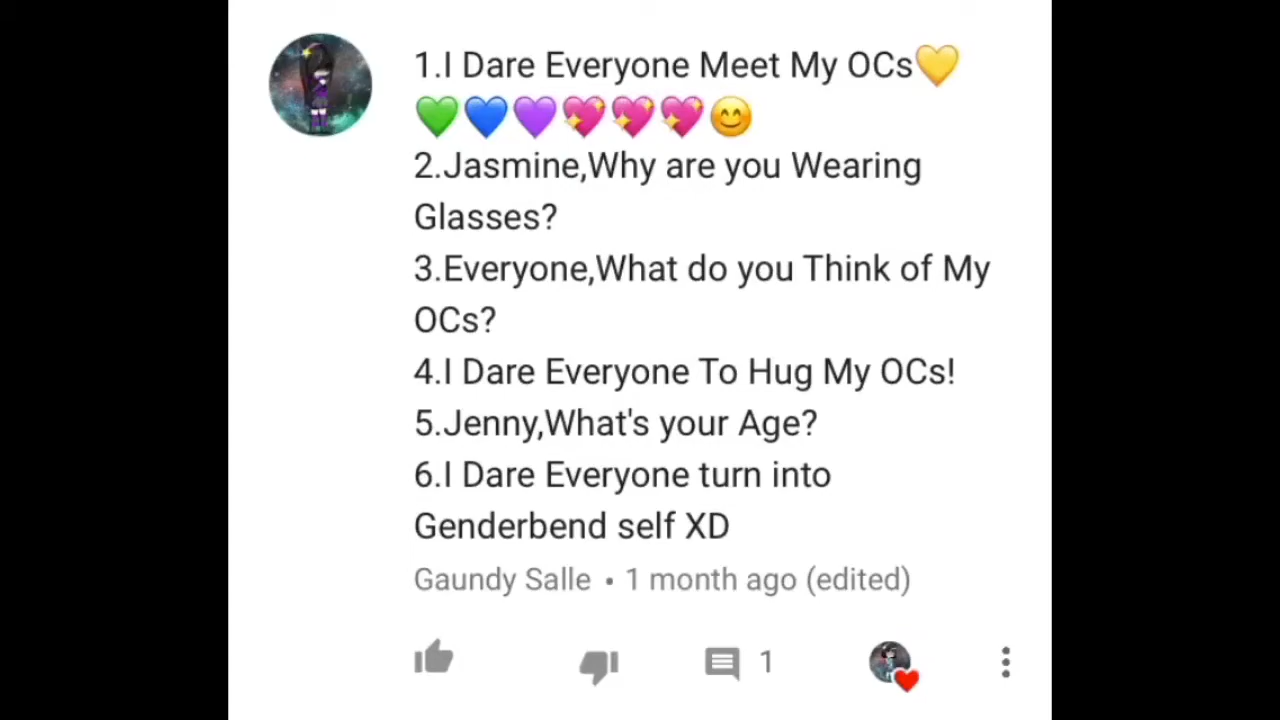 1.I Dare Everyone Meet My OCs💛
💚💙💜💖💖💖😊
2.Jasmine,Why are you Wearing
Glasses?
3.Everyone,What do you Think of My
OCs?
4.I Dare Everyone To Hug My OCs!
5.Jenny,What's your Age?
6.I Dare Everyone turn into
Genderbend self XD
Gaundy Salle • 1 month ago (edited)
1